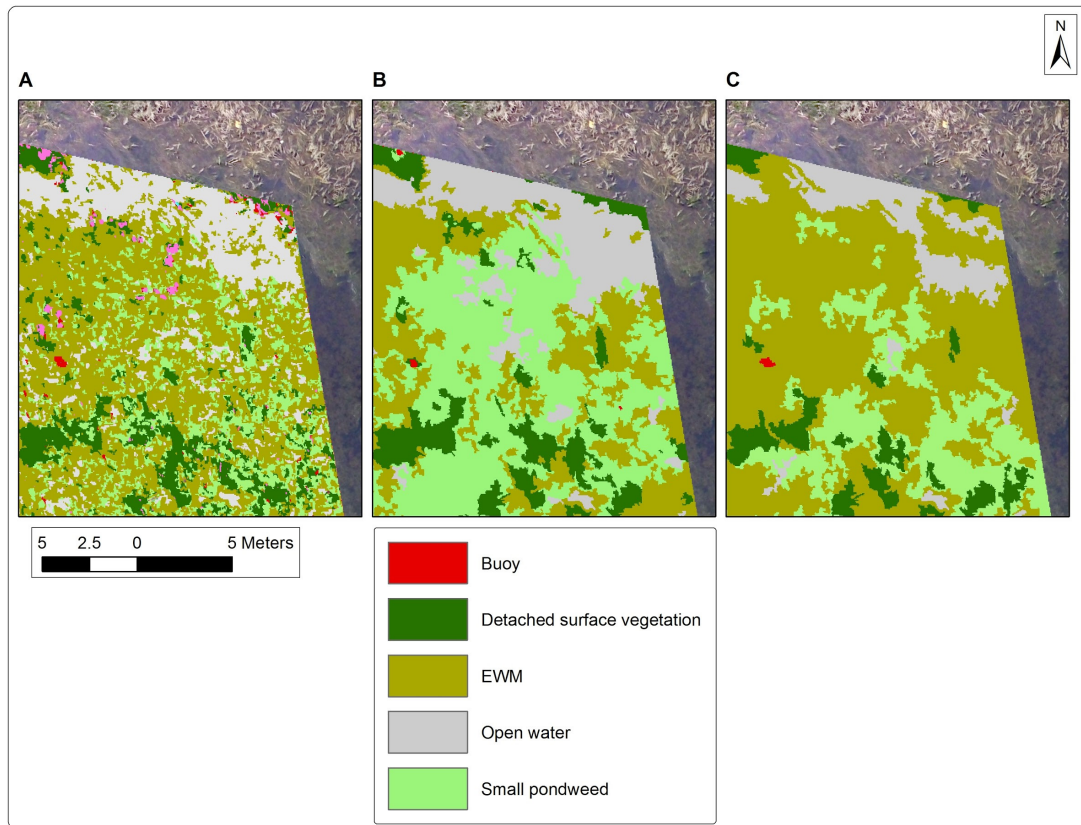 N
A
B
C
5 2.5 0 5 Meters
Buoy
Detached surface vegetation
EWM
Open water
Small pondweed